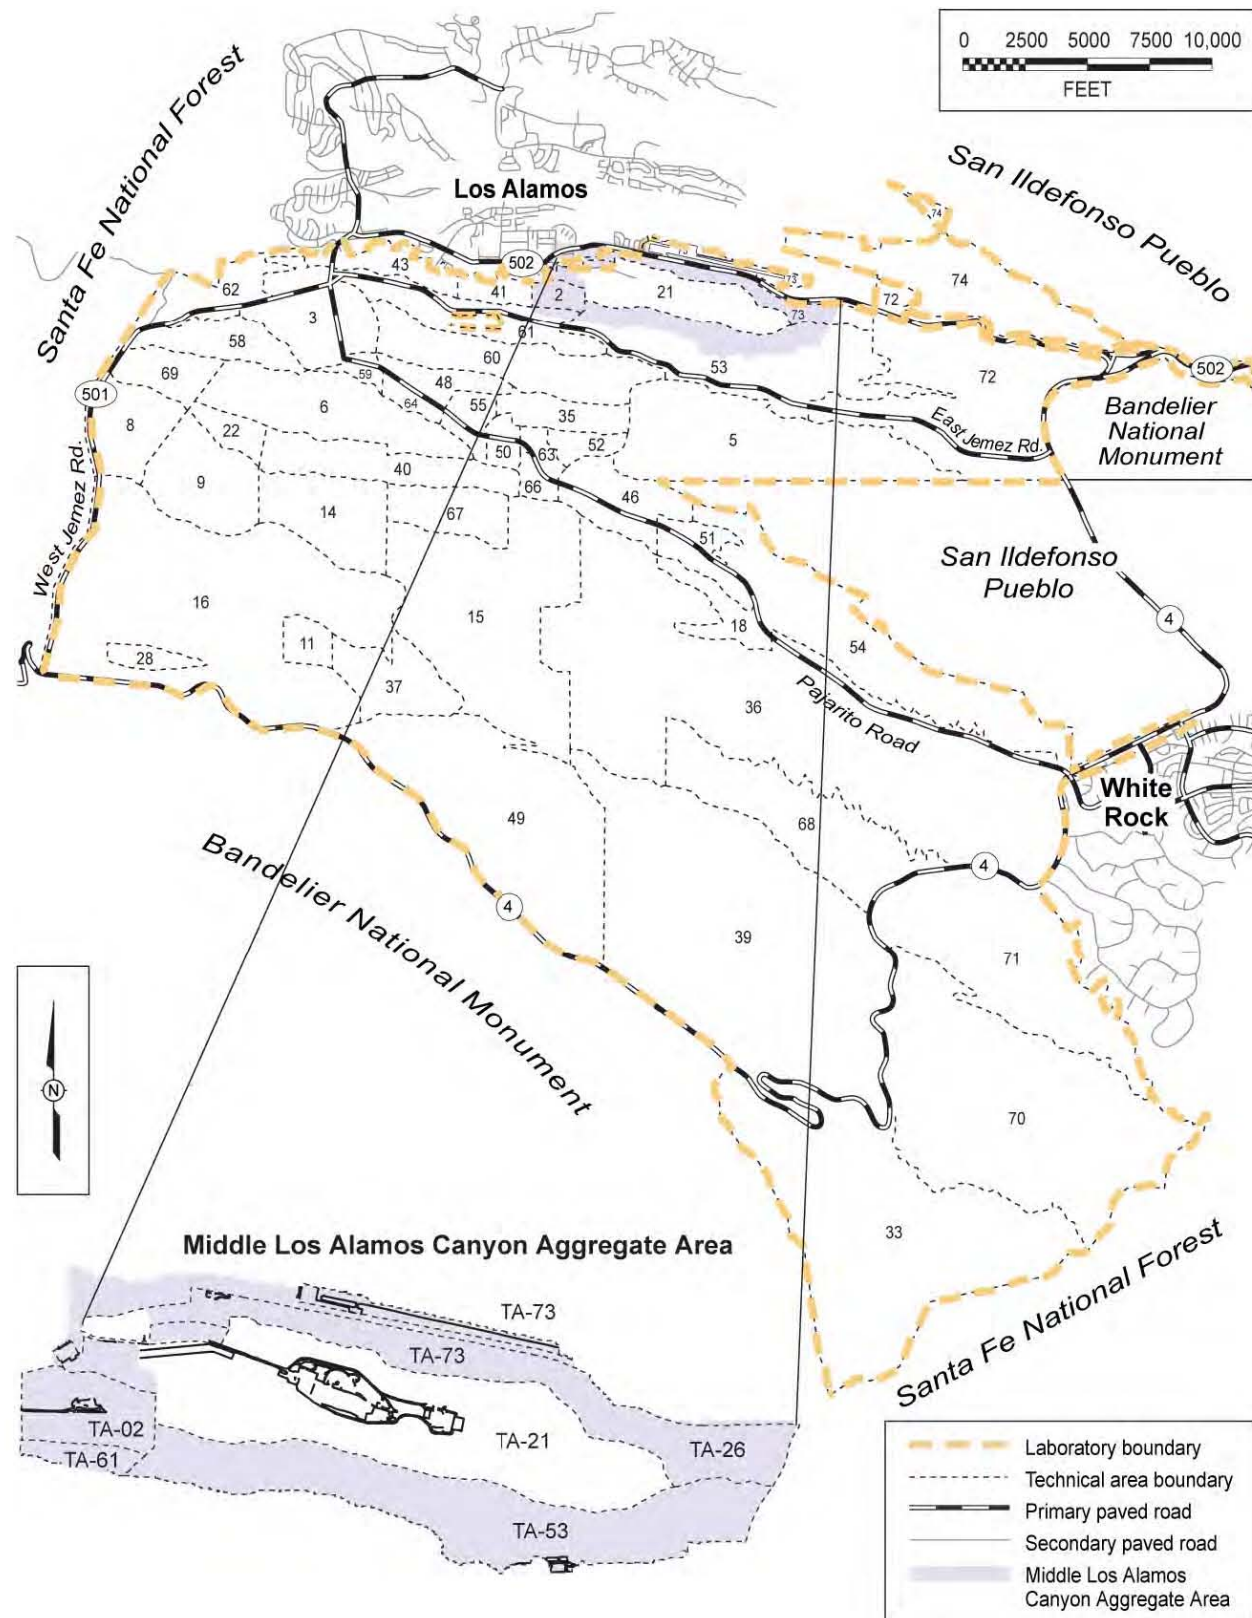 0 2500 5000 7500 10,000
FEET
Santa Fe National Forest
San Ildefonso Pueblo
Los Alamos
74
502
43
74
62
41
2
21
73
72
3
73
61
58
60
53
72
502
69
59
48
501
64
55
6
35
8
22
East Jemez Rd.
5
Bandelier
National
Monument
52
50
63
40
9
66
46
14
67
51
West Jemez Rd.
San Ildefonso
Pueblo
16
15
4
18
11
54
28
37
36
Pajarito Road
White
Rock
49
68
Bandelier National Monument
4
4
39
71
N
70
33
Santa Fe National Forest
Middle Los Alamos Canyon Aggregate Area
TA-73
TA-73
TA-02
TA-21
TA-26
TA-61
TA-53
Laboratory boundary
Technical area boundary
Primary paved road
Secondary paved road
Middle Los Alamos
Canyon Aggregate Area